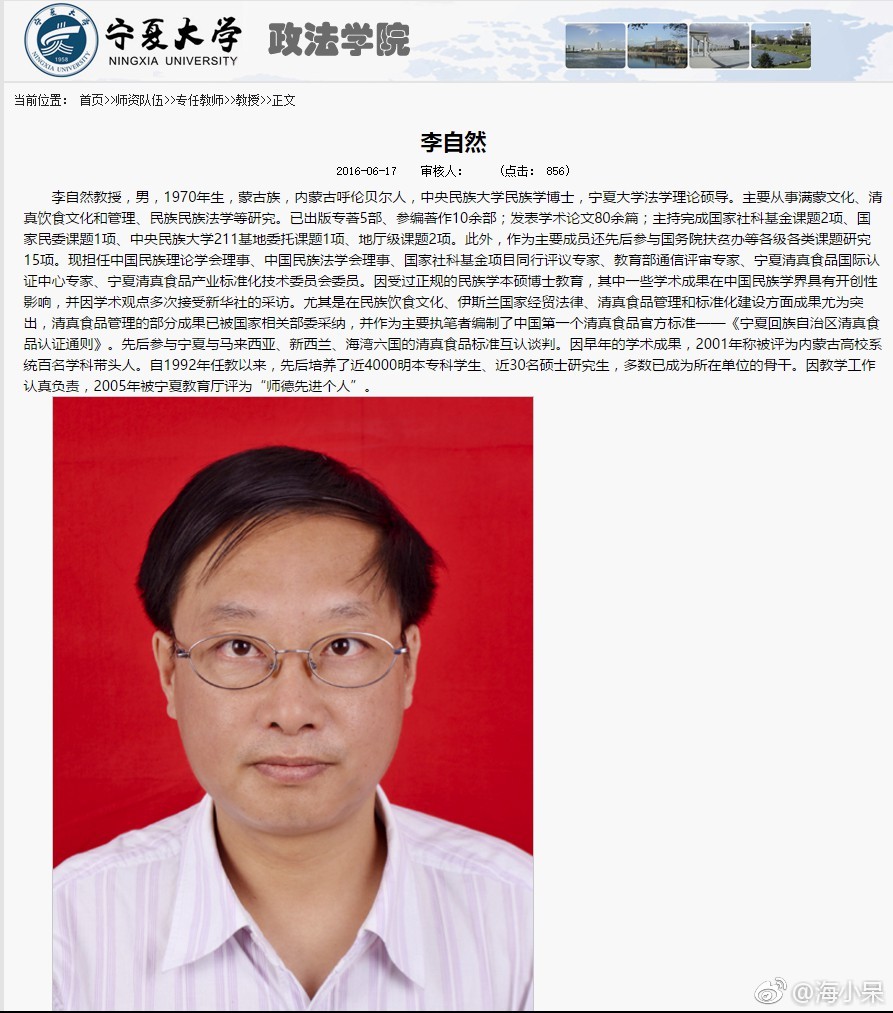 宁夏大学
NINGXIA UNIVERSITY
政法学院
当前位置： 首页>>师资队伍>>专任教师>>教授>>正文
李自然
2016-06-17 审核人： （点击： 856）
李自然教授，男，1970年生，蒙古族，内蒙古呼伦贝尔人，中央民族大学民族学博士，宁夏大学法学理论硕导。主要从事满蒙文化、清
真饮食文化和管理、民族民族法学等研究。已出版专著5部、参编著作10余部；发表学术论文80余篇；主持完成国家社科基金课题2项、国
家民委课题1项、中央民族大学211基地委托课题1项、地厅级课题2项。此外，作为主要成员还先后参与国务院扶贫办等各级各类课题研究
15项。现担任中国民族理论学会理事、中国民族法学会理事、国家社科基金项目同行评议专家、教育部通信评审专家、宁夏清真食品国际认
证中心专家、宁夏清真食品产业标准化技术委员会委员。因受过正规的民族学本硕博士教育，其中一些学术成果在中国民族学界具有开创性
影响，并因学术观点多次接受新华社的采访。尤其是在民族饮食文化、伊斯兰国家经贸法律、清真食品管理和标准化建设方面成果尤为突
出，清真食品管理的部分成果已被国家相关部委采纳，并作为主要执笔者编制了中国第一个清真食品官方标准——《宁夏回族自治区清真食
品认证通则》。先后参与宁夏与马来西亚、新西兰、海湾六国的清真食品标准互认谈判。因早年的学术成果，2001年称被评为内蒙古高校系
统百名学科带头人。自1992年任教以来，先后培养了近4000明本专科学生、近30名硕士研究生，多数已成为所在单位的骨干。因教学工作
认真负责，2005年被宁夏教育厅评为“师德先进个人”。
@海小呆